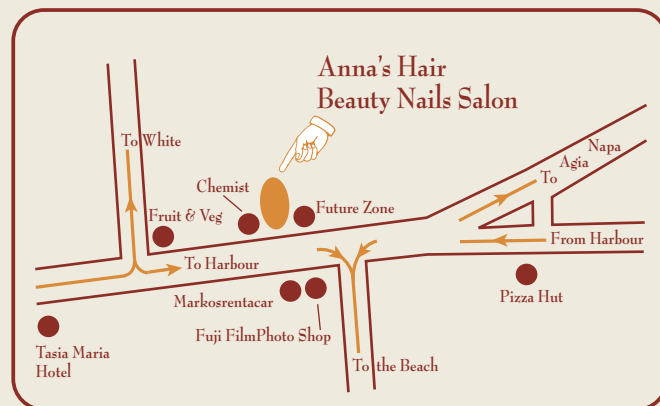 Anna's Hair
Beauty Nails Salon
Napa
Agia
To
To White
Chemist
Fruit & Veg
Future Zone
From Harbour
To Harbour
Markosrentacar
Pizza Hut
Fuji FilmPhoto Shop
Tasia Maria
Hotel
To the Beach